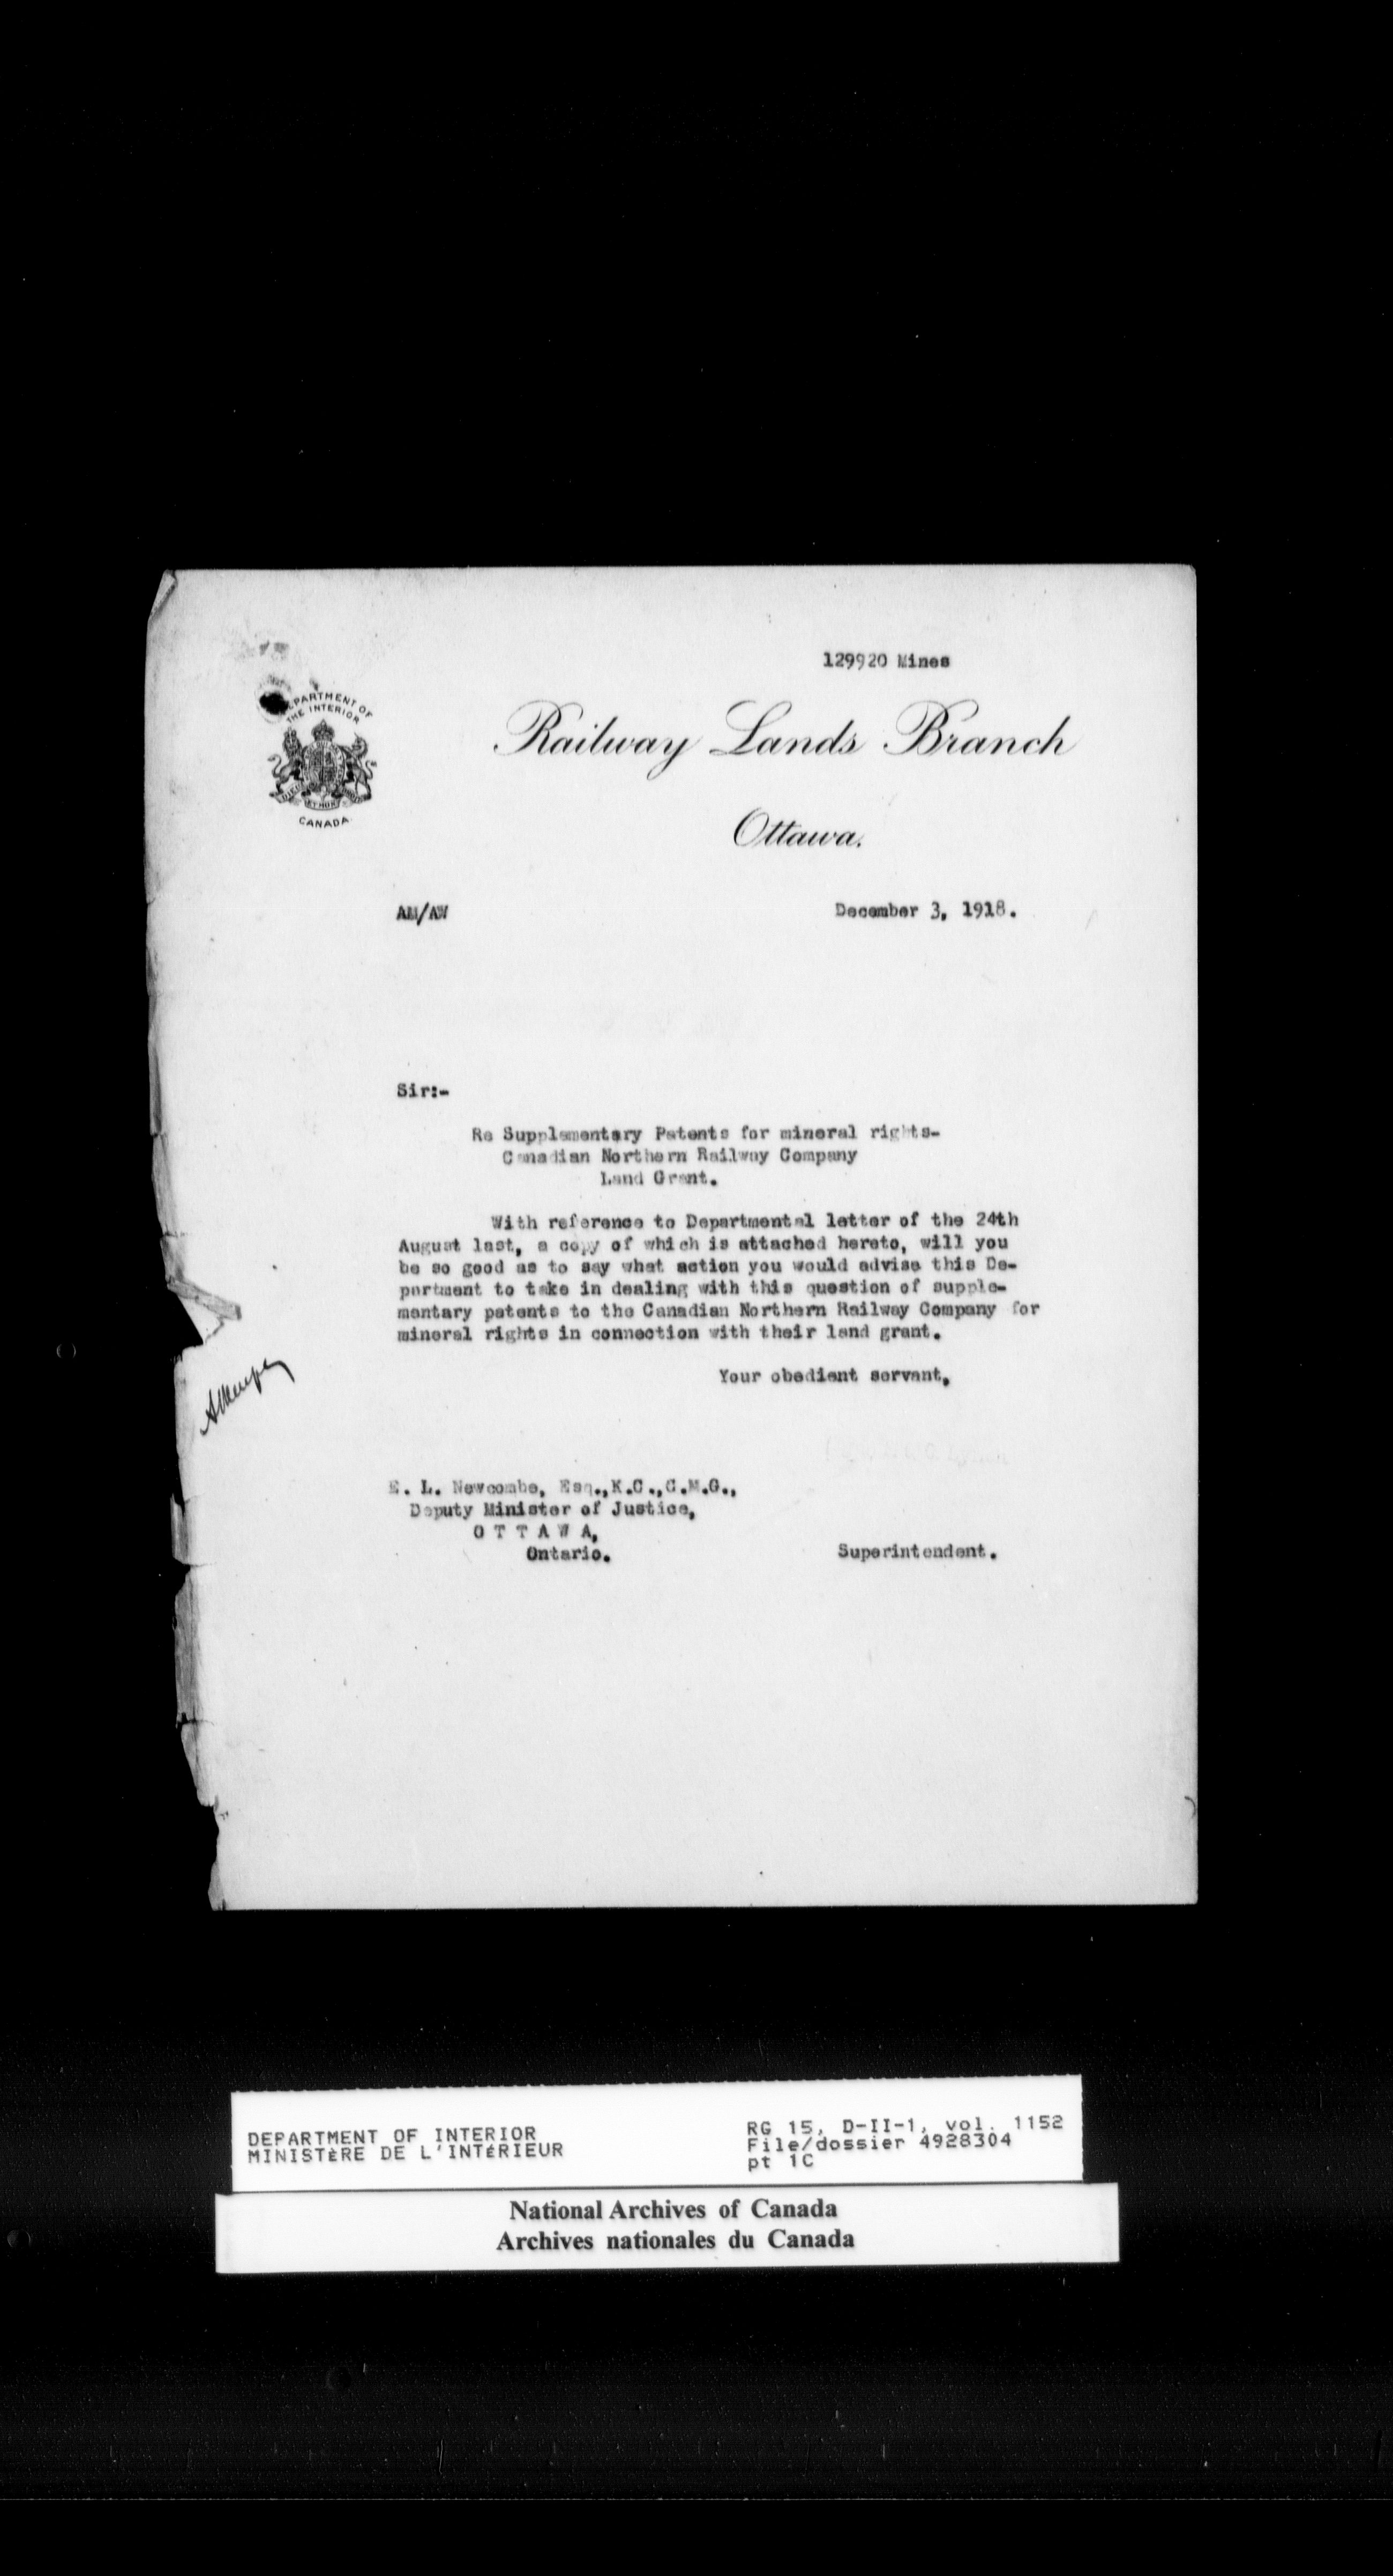 129920 Mines
DEPARTMENT OF
THE INTERIOR
DIEU ET MON
CANADA
Railway Lands Branch
Ottawa.
AM/AW
December 3, 1918.
Sir:-
Re Supplementary Patents for mineral rights-
Canadian Northern Railway Company
Land Grant.
With reference to Departmental letter of the 24th
August last, a copy of which is attached hereto, will you
be so good as to say what action you would advise this De-
partment to take in dealing with this question of supple-
mentary patents to the Canadian Northern Railway Company for
mineral rights in connection with their land grant.
Your obedient servant,
E. L. Newcombe, Esq.,K.C.,C.M.G.,
Deputy Minister of Justice,
O T T A W A,
Ontario.
Superintendent.
DEPARTMENT OF INTERIOR
MINISTÈRE DE L'INTÉRIEUR
RG 15, D-II-1, vol. 1152
File/dossier 4928304
pt 1C
National Archives of Canada
Archives nationales du Canada